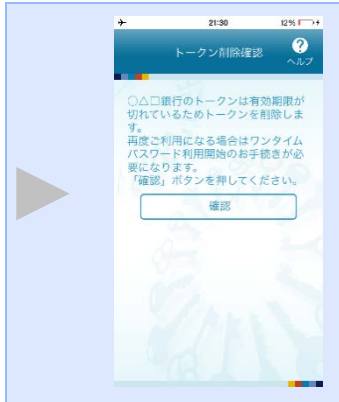 21:30
12%
トークン削除確認
?
ヘルプ
○△□銀行のトークンは有効期限が
切れているためトークンを削除しま
す。
再度ご利用になる場合はワンタイム
パスワード利用開始のお手続きが必
要になります。
「確認」ボタンを押してください。
確認